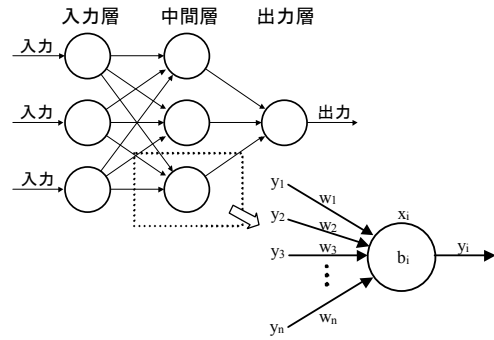 入力層 中間層 出力層
入力
入力 出力
入力
y1 w1 xi
y2 w2
y3 w3 bi yi
yn wn